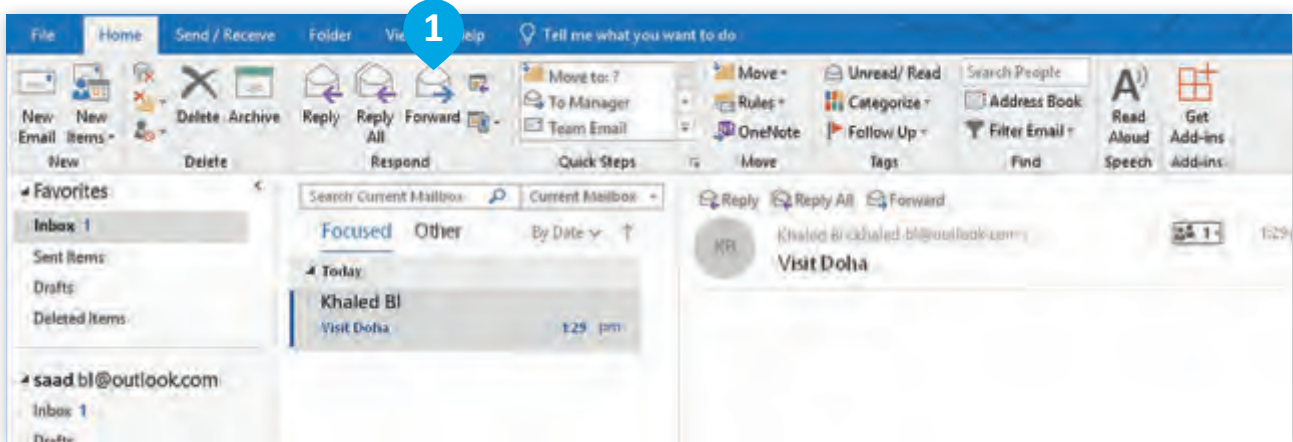 1
File Home Send / Receive Folder Help Tell me what you want to do
New Email
New Items
Delete Archive
Reply
Reply All
Forward
Move to: ?
To Manager
Team Email
Move
Rules
OneNote
Unread/ Read
Categorize
Follow Up
Search People
Address Book
Filter Email
Read Aloud
Get Add-ins
New Delete Respond Quick Steps Move Tags Find Speech Add-ins
Favorites
Inbox 1
Sent Items
Drafts
Deleted Items
saad bl@outlook.com
Inbox 1
Drafts
Search Current Mailbox Current Mailbox
Focused Other By Date
Today
Khaled Bl
Visit Doha 1:29 pm
Reply Reply All Forward
Visit Doha
1